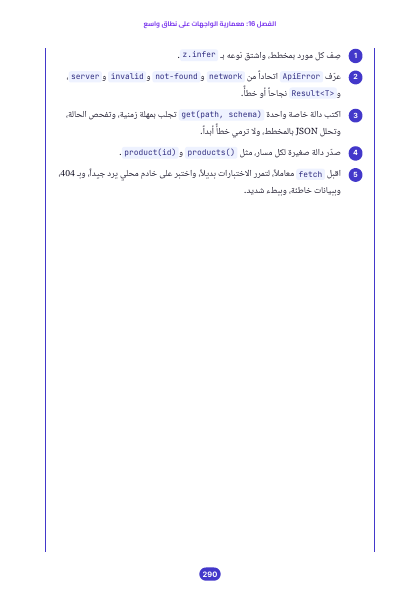 الفصل 16: معمارية الواجهات على نطاق واسع
1 صِف كل مورد بمخطط، واشتق نوعه بـ z.infer.
2 عرّف ApiError اتحاداً من network و not-found و invalid و server،
و Result<T> نجاحاً أو خطأً.
3 اكتب دالة خاصة واحدة get(path, schema) تجلب بمهلة زمنية، وتفحص الحالة،
وتحلل JSON بالمخطط، ولا ترمي خطأً أبداً.
4 صدّر دالة صغيرة لكل مسار، مثل products() و product(id).
5 اقبل fetch معاملاً، لتمرر الاختبارات بديلاً، واختبر على خادم محلي يرد جيداً، وبـ 404،
وببيانات خاطئة، وببطء شديد.
290